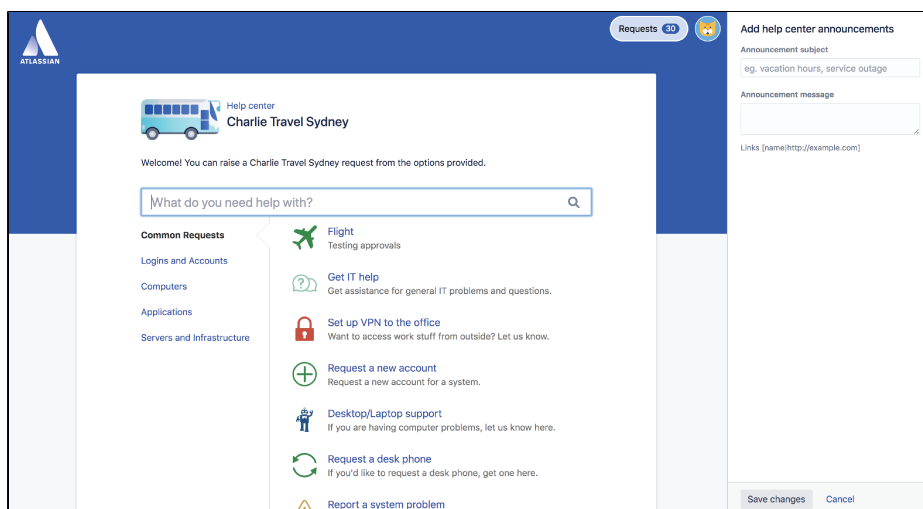 ATLASSIAN
Requests 30
Help center
Charlie Travel Sydney
Welcome! You can raise a Charlie Travel Sydney request from the options provided.
What do you need help with?
Common Requests
Logins and Accounts
Computers
Applications
Servers and Infrastructure
Flight
Testing approvals
Get IT help
Get assistance for general IT problems and questions.
Set up VPN to the office
Want to access work stuff from outside? Let us know.
Request a new account
Request a new account for a system.
Desktop/Laptop support
If you are having computer problems, let us know here.
Request a desk phone
If you'd like to request a desk phone, get one here.
Report a system problem
Add help center announcements
Announcement subject
eg. vacation hours, service outage
Announcement message
Links [name|http://example.com]
Save changes Cancel